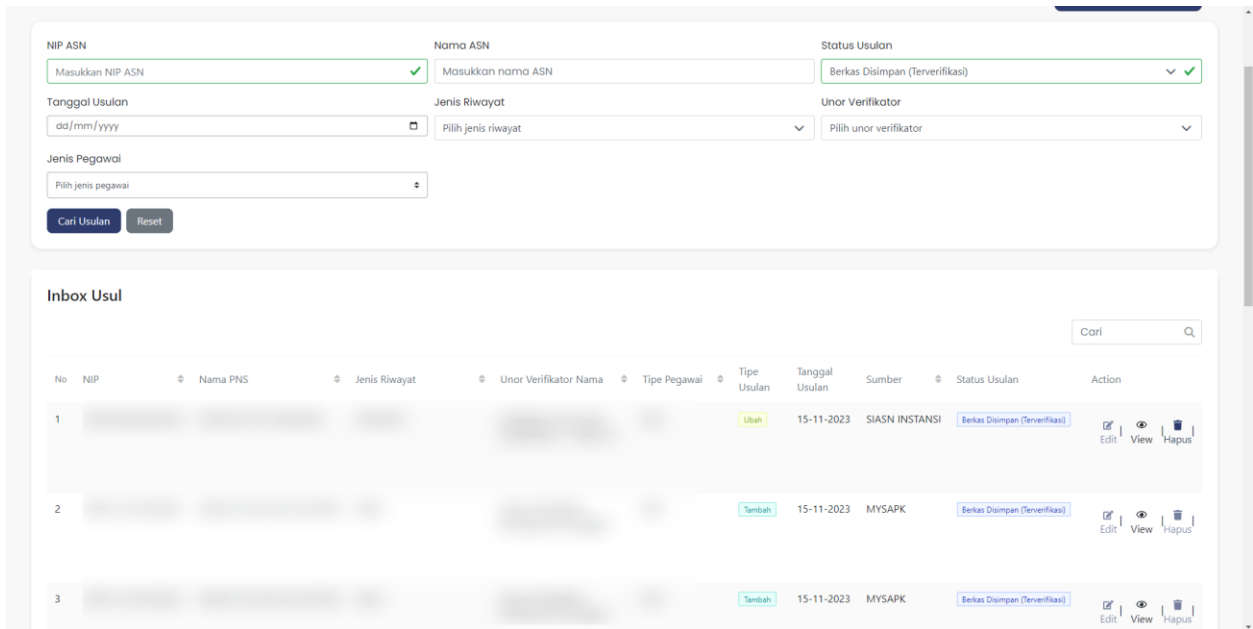 NIP ASN Nama ASN Status Usulan
Masukkan NIP ASN Masukkan nama ASN Berkas Disimpan (Terverifikasi)
Tanggal Usulan Jenis Riwayat Unor Verifikator
dd/mm/yyyy Pilih jenis riwayat Pilih unor verifikator
Jenis Pegawai
Pilih jenis pegawai
Cari Usulan Reset
Inbox Usul
Cari
No NIP Nama PNS Jenis Riwayat Unor Verifikator Nama Tipe Pegawai Tipe Usulan Tanggal Usulan Sumber Status Usulan Action
1 Ubah 15-11-2023 SIASN INSTANSI Berkas Disimpan (Terverifikasi) Edit | View | Hapus |
2 Tambah 15-11-2023 MYSAPK Berkas Disimpan (Terverifikasi) Edit | View | Hapus |
3 Tambah 15-11-2023 MYSAPK Berkas Disimpan (Terverifikasi) Edit | View | Hapus |